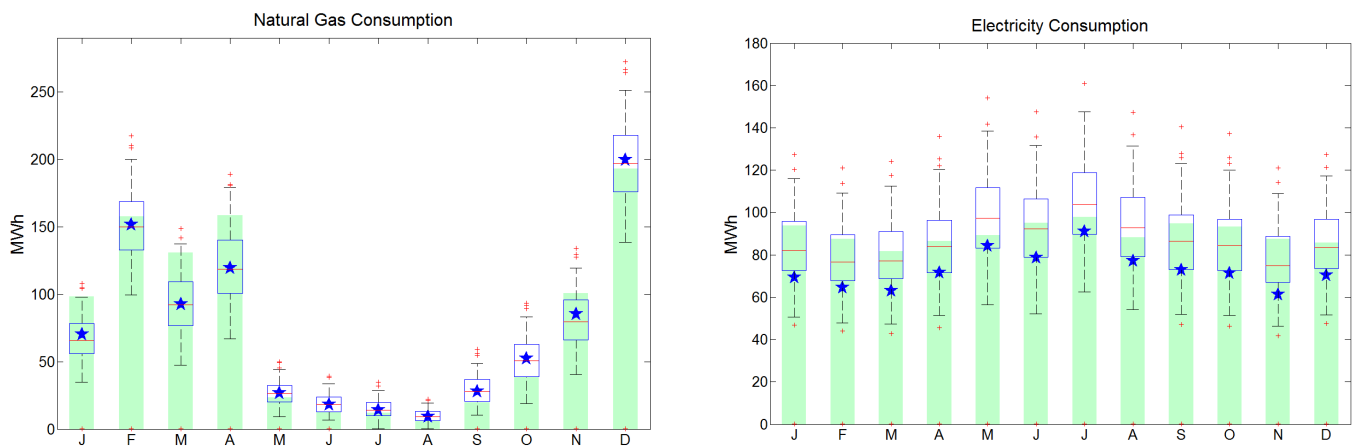 Natural Gas Consumption
MWh
250
200
150
100
50
0
J F M A M J J A S O N D
Electricity Consumption
MWh
180
160
140
120
100
80
60
40
20
0
J F M A M J J A S O N D